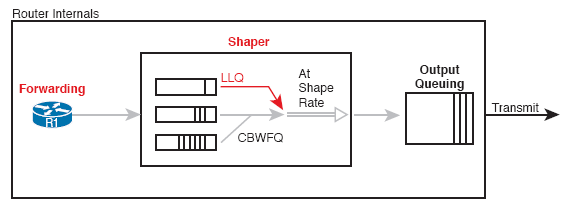 Router Internals
Shaper
Forwarding
R1
LLQ
CBWFQ
At
Shape
Rate
Output
Queuing
Transmit